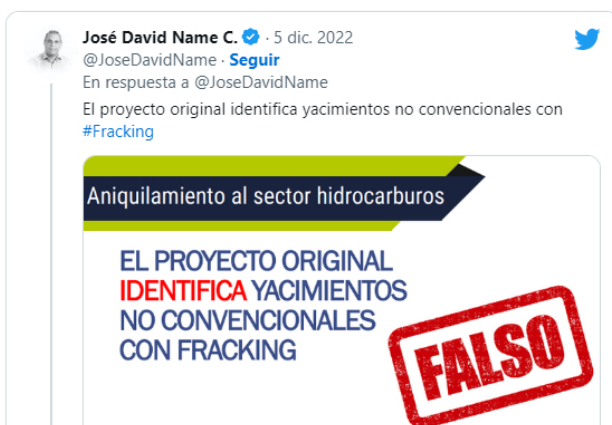 José David Name C. · 5 dic. 2022
@JoseDavidName · Seguir
En respuesta a @JoseDavidName
El proyecto original identifica yacimientos no convencionales con
#Fracking
Aniquilamiento al sector hidrocarburos
EL PROYECTO ORIGINAL
IDENTIFICA YACIMIENTOS
NO CONVENCIONALES
CON FRACKING
FALSO